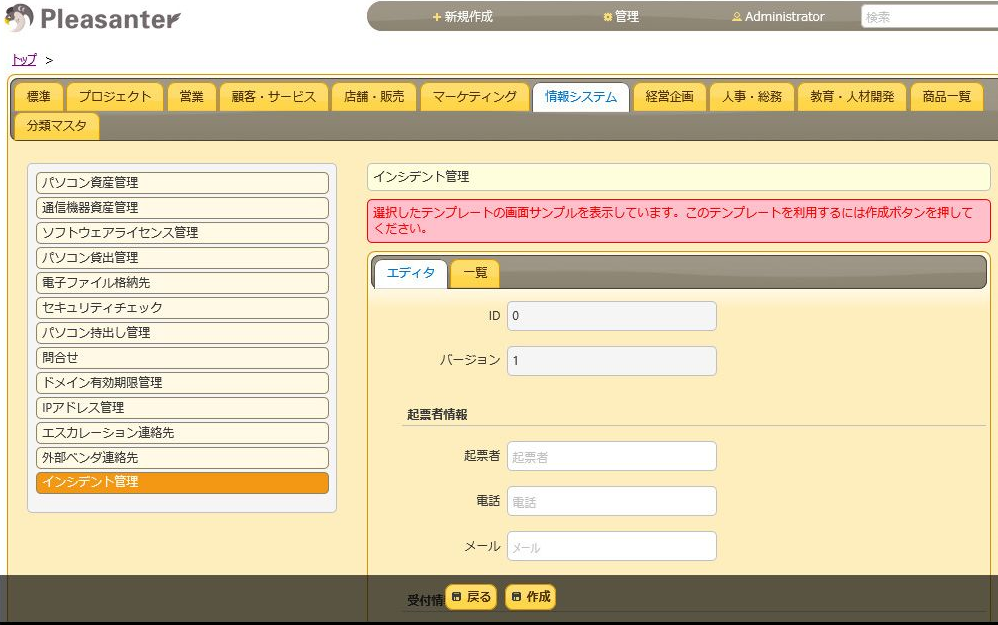 Pleasanter
新規作成 管理 Administrator 検索
トップ >
標準 プロジェクト 営業 顧客・サービス 店舗・販売 マーケティング 情報システム 経営企画 人事・総務 教育・人材開発 商品一覧
分類マスタ
パソコン資産管理
通信機器資産管理
ソフトウェアライセンス管理
パソコン貸出管理
電子ファイル格納先
セキュリティチェック
パソコン持出し管理
問合せ
ドメイン有効期限管理
IPアドレス管理
エスカレーション連絡先
外部ベンダ連絡先
インシデント管理
インシデント管理
選択したテンプレートの画面サンプルを表示しています。このテンプレートを利用するには作成ボタンを押して
ください。
エディタ 一覧
ID 0
バージョン 1
起票者情報
起票者 起票者
電話 電話
メール メール
受付情
戻る 作成